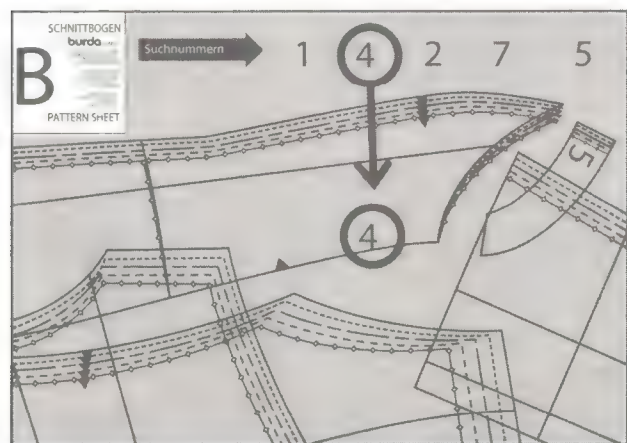 SCHNITTBOGEN
burda
B
PATTERN SHEET
Suchnummern
1 4 2 7 5
5
4